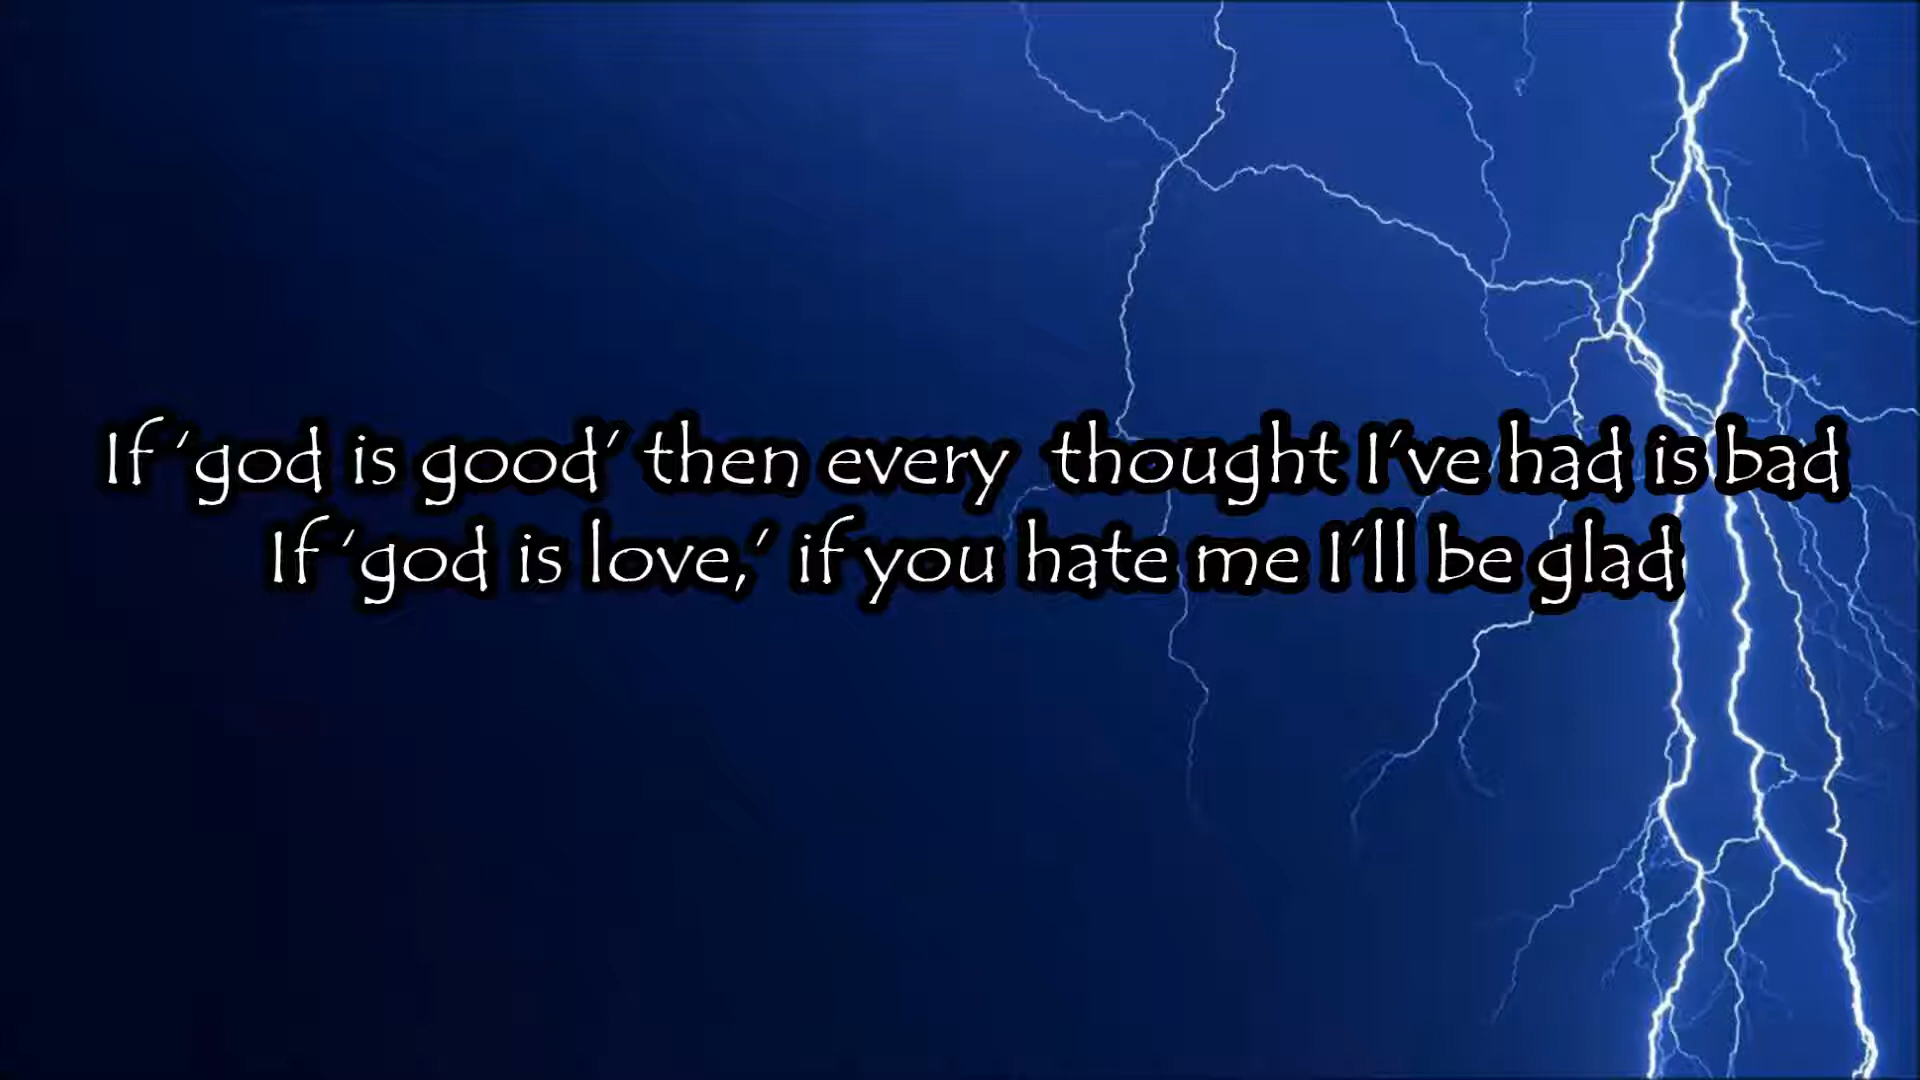 If ‘god is good’ then every  thought I’ve had is bad
If ‘god is love,’ if you hate me I’ll be glad